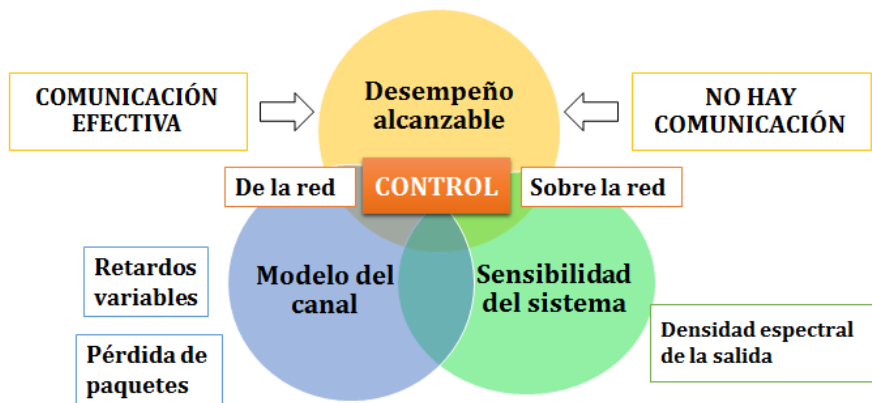 COMUNICACIÓN
EFECTIVA
Desempeño
alcanzable
NO HAY
COMUNICACIÓN
De la red
CONTROL
Sobre la red
Retardos
variables
Modelo del
canal
Sensibilidad
del sistema
Pérdida de
paquetes
Densidad espectral
de la salida